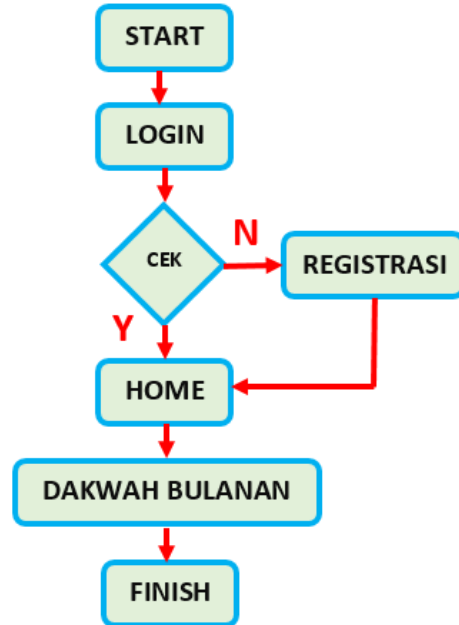 START
LOGIN
CEK
N
REGISTRASI
Y
HOME
DAKWAH BULANAN
FINISH